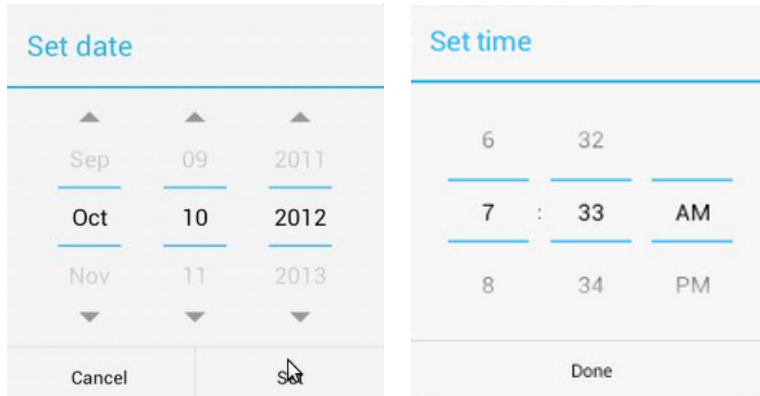 Set date
Sep 09 2011
Oct 10 2012
Nov 11 2013
Cancel Set
Set time
6 32
7 : 33 AM
8 34 PM
Done